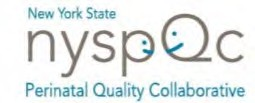 New York State
nyspQc
Perinatal Quality Collaborative